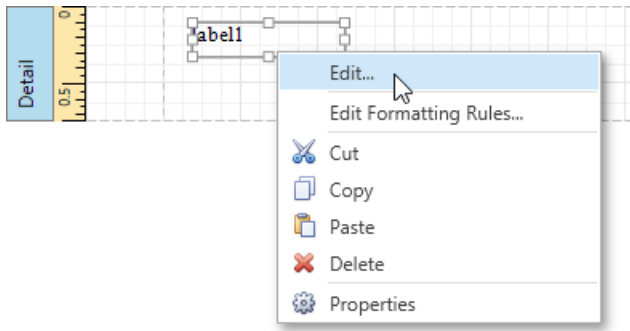 0
label1
Detail
0.5
Edit...
Edit Formatting Rules...
Cut
Copy
Paste
Delete
Properties